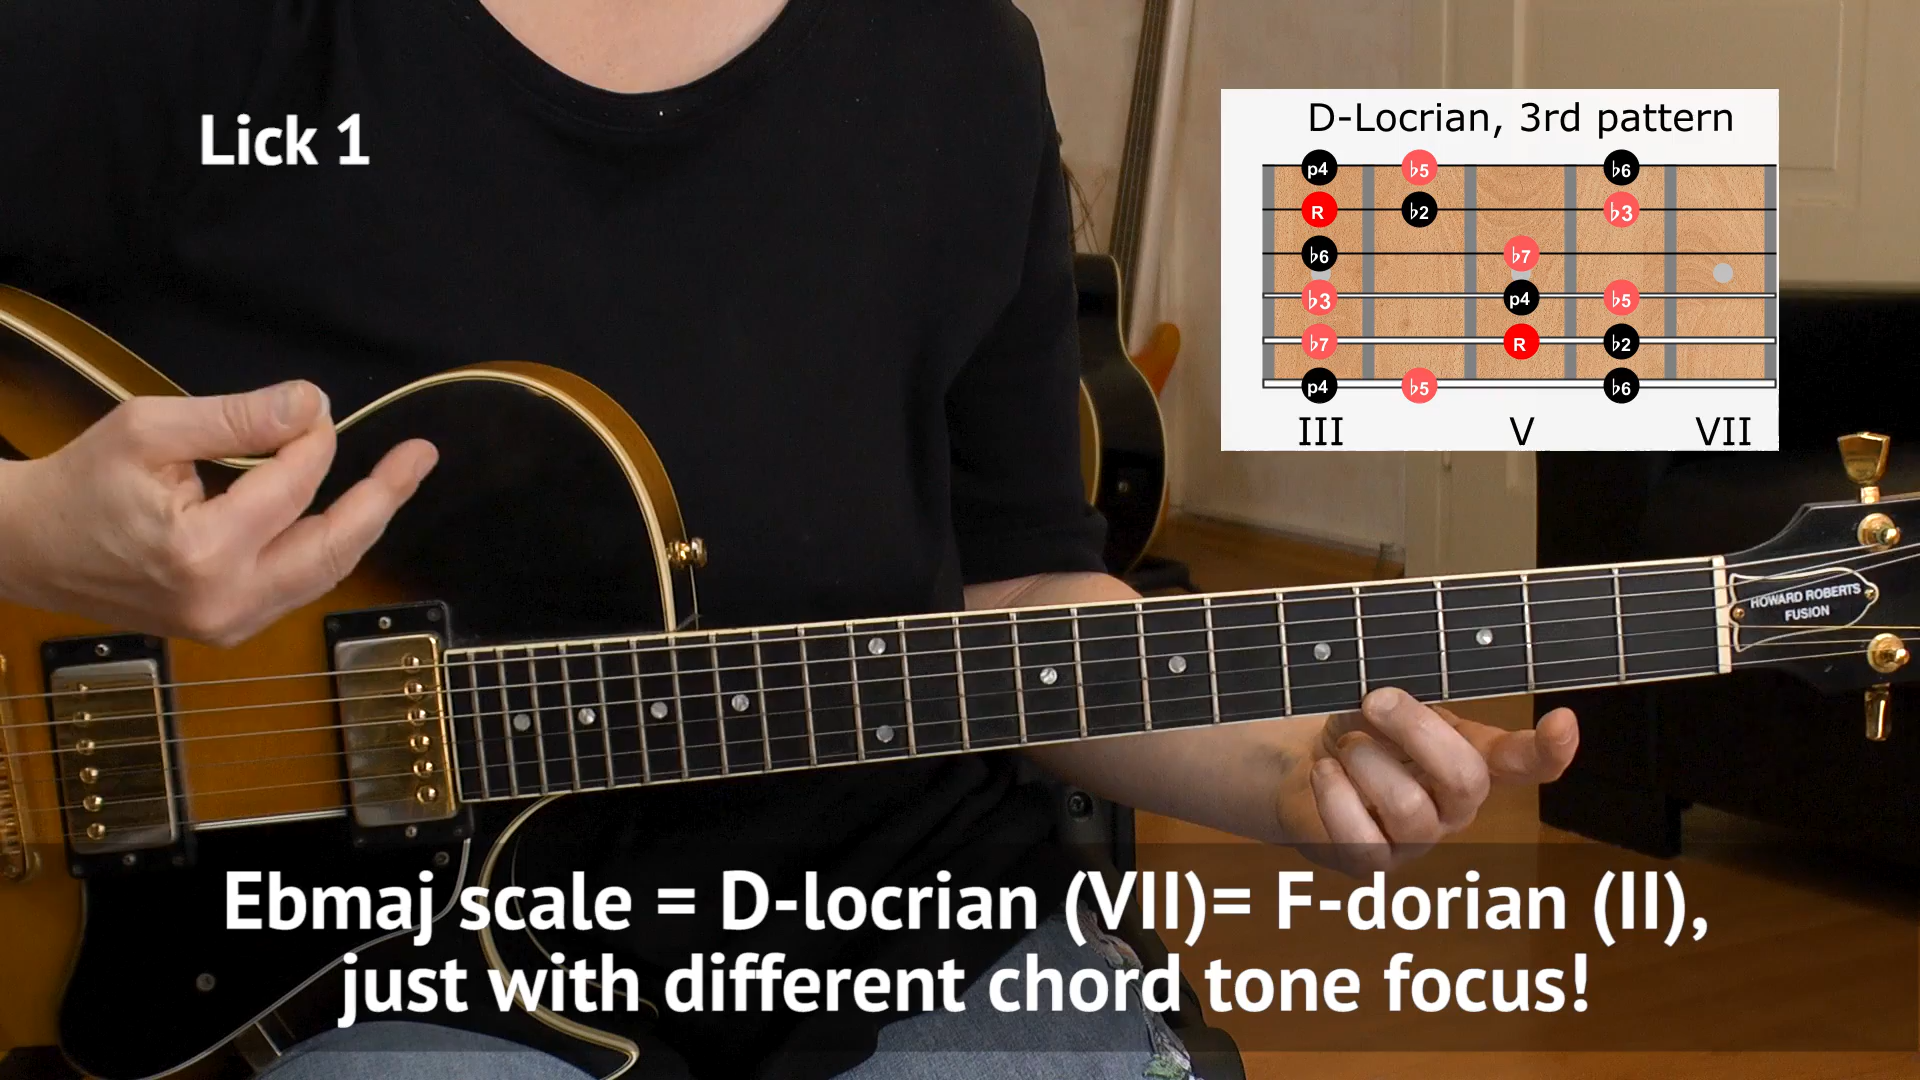 Lick 1
D-Locrian, 3rd pattern
p4 ♭5 ♭6
R ♭2 ♭3
♭6 ♭7
♭3 p4 ♭5
♭7 R ♭2
p4 ♭5 ♭6
III V VII
HOWARD ROBERTS
FUSION
Ebmaj scale = D-locrian (VII)= F-dorian (II),
just with different chord tone focus!